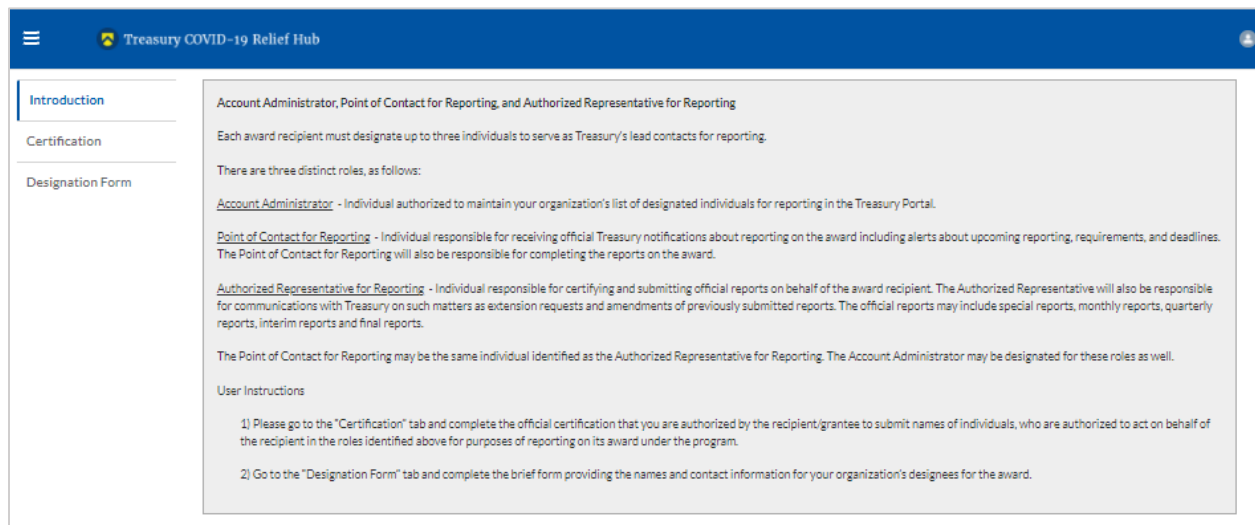 Treasury COVID-19 Relief Hub
Introduction
Certification
Designation Form
Account Administrator, Point of Contact for Reporting, and Authorized Representative for Reporting
Each award recipient must designate up to three individuals to serve as Treasury's lead contacts for reporting.
There are three distinct roles, as follows:
Account Administrator - Individual authorized to maintain your organization's list of designated individuals for reporting in the Treasury Portal.
Point of Contact for Reporting - Individual responsible for receiving official Treasury notifications about reporting on the award including alerts about upcoming reporting, requirements, and deadlines.
The Point of Contact for Reporting will also be responsible for completing the reports on the award.
Authorized Representative for Reporting - Individual responsible for certifying and submitting official reports on behalf of the award recipient. The Authorized Representative will also be responsible
for communications with Treasury on such matters as extension requests and amendments of previously submitted reports. The official reports may include special reports, monthly reports, quarterly
reports, interim reports and final reports.
The Point of Contact for Reporting may be the same individual identified as the Authorized Representative for Reporting. The Account Administrator may be designated for these roles as well.
User Instructions
1) Please go to the "Certification" tab and complete the official certification that you are authorized by the recipient/grantee to submit names of individuals, who are authorized to act on behalf of
the recipient in the roles identified above for purposes of reporting on its award under the program.
2) Go to the "Designation Form" tab and complete the brief form providing the names and contact information for your organization's designees for the award.